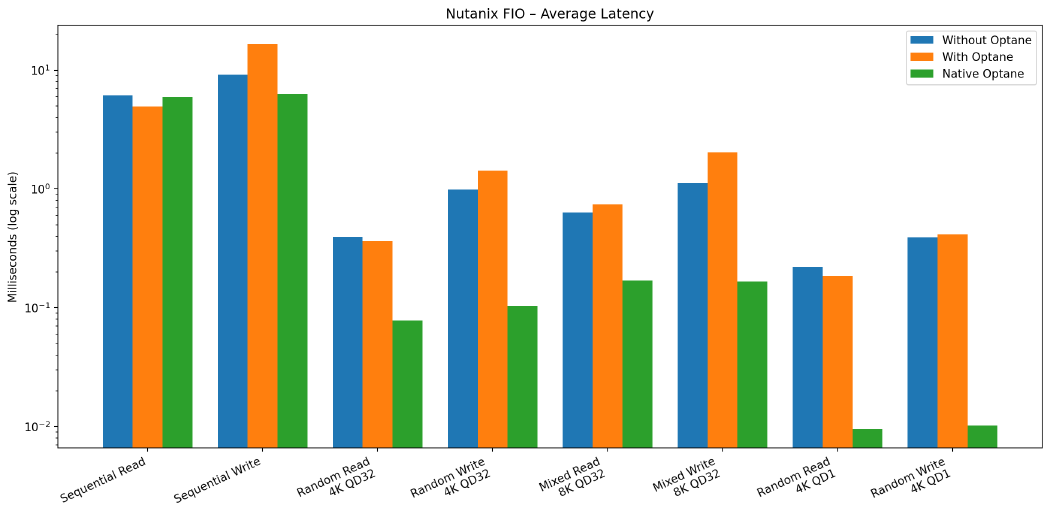 Nutanix FIO – Average Latency
Without Optane
With Optane
Native Optane
Milliseconds (log scale)
10¹
10⁰
10⁻¹
10⁻²
Sequential Read
Sequential Write
Random Read
4K QD32
Random Write
4K QD32
Mixed Read
8K QD32
Mixed Write
8K QD32
Random Read
4K QD1
Random Write
4K QD1